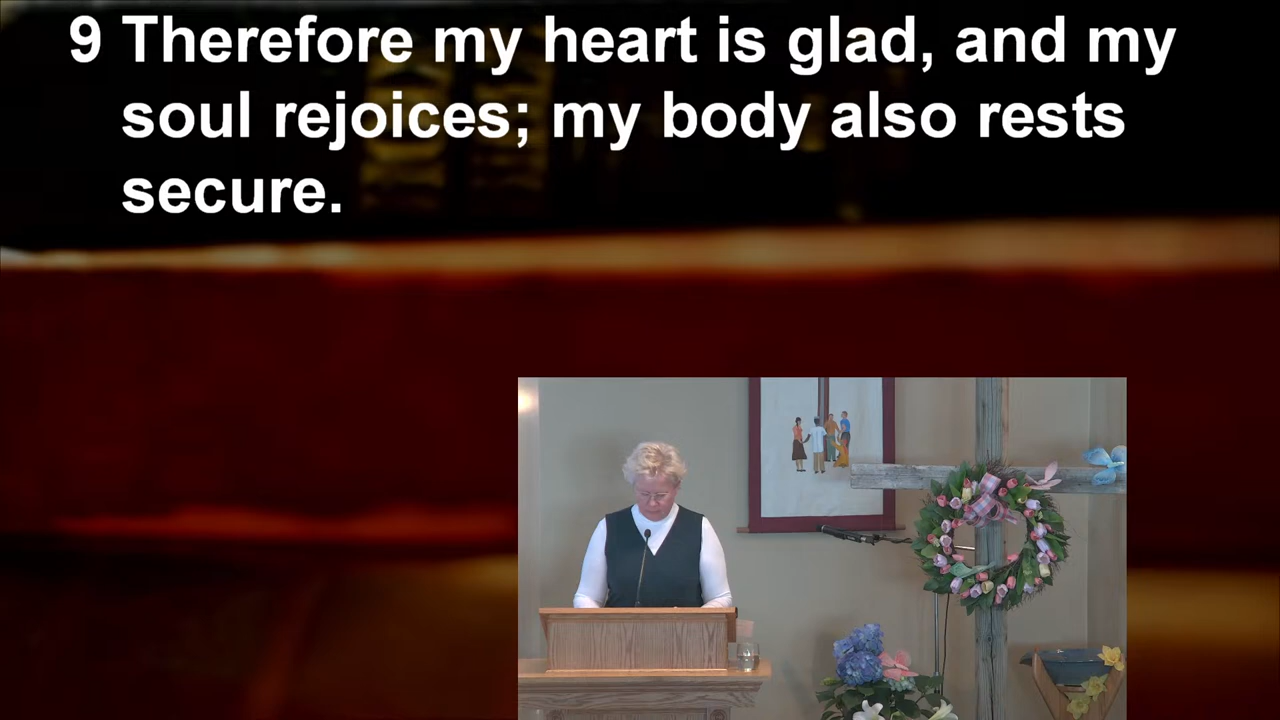 9 Therefore my heart is glad, and my
soul rejoices; my body also rests
secure.